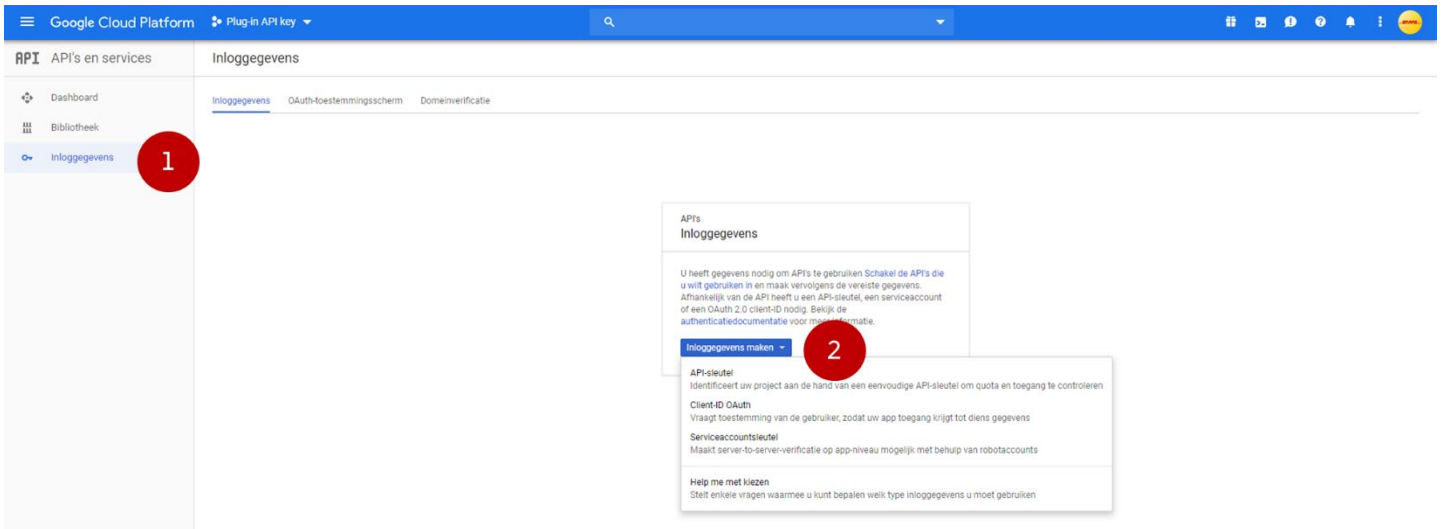 Google Cloud Platform Plug-in API key
API API's en services
Inloggegevens
Dashboard
Bibliotheek
Inloggegevens
1
Inloggegevens OAuth-toestemmingsscherm Domeinverificatie
API's
Inloggegevens
U heeft gegevens nodig om API's te gebruiken Schakel de API's die
u wilt gebruiken in en maak vervolgens de vereiste gegevens.
Afhankelijk van de API heeft u een API-sleutel, een serviceaccount
of een OAuth 2.0 client-ID nodig. Bekijk de
authenticatiedocumentatie voor meer informatie.
Inloggegevens maken
2
API-sleutel
Identificeert uw project aan de hand van een eenvoudige API-sleutel om quota en toegang te controleren
Client-ID OAuth
Vraagt toestemming van de gebruiker, zodat uw app toegang krijgt tot diens gegevens
Serviceaccountsleutel
Maakt server-to-server-verificatie op app-niveau mogelijk met behulp van robotaccounts
Help me met kiezen
Stelt enkele vragen waarmee u kunt bepalen welk type inloggegevens u moet gebruiken